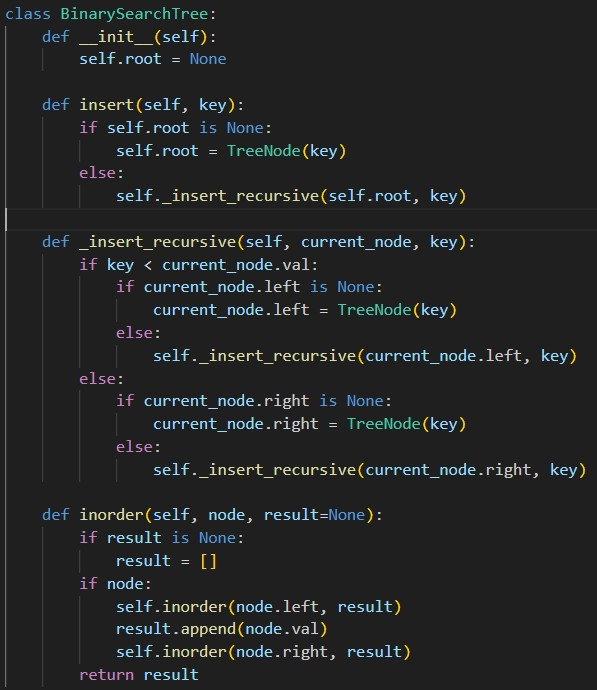 class BinarySearchTree:
    def __init__(self):
        self.root = None

    def insert(self, key):
        if self.root is None:
            self.root = TreeNode(key)
        else:
            self._insert_recursive(self.root, key)

    def _insert_recursive(self, current_node, key):
        if key < current_node.val:
            if current_node.left is None:
                current_node.left = TreeNode(key)
            else:
                self._insert_recursive(current_node.left, key)
        else:
            if current_node.right is None:
                current_node.right = TreeNode(key)
            else:
                self._insert_recursive(current_node.right, key)

    def inorder(self, node, result=None):
        if result is None:
            result = []
        if node:
            self.inorder(node.left, result)
            result.append(node.val)
            self.inorder(node.right, result)
        return result